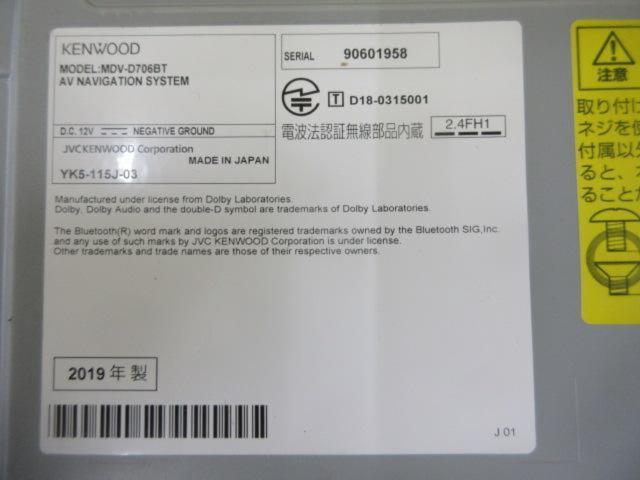 KENWOOD
MODEL:MDV-D706BT
AV NAVIGATION SYSTEM
D.C. 12V NEGATIVE GROUND
JVCKENWOOD Corporation
MADE IN JAPAN
YK5-115J-03
SERIAL 90601958
T D18-0315001
電波法認証無線部品内蔵 2.4FH1
Manufactured under license from Dolby Laboratories.
Dolby, Dolby Audio and the double-D symbol are trademarks of Dolby Laboratories.
The Bluetooth(R) word mark and logos are registered trademarks owned by the Bluetooth SIG,Inc.
and any use of such marks by JVC KENWOOD Corporation is under license.
Other trademarks and trade names are those of their respective owners.
2019 年 製
J 01
注意
取り付け
ネジを使
付属以
ると、
ることか